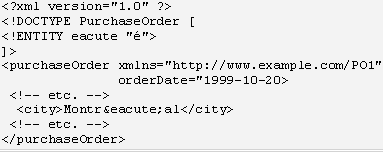 <?xml version="1.0" ?>
<!DOCTYPE PurchaseOrder [
<!ENTITY eacute "é">
]>
<purchaseOrder xmlns="http://www.example.com/PO1"
orderDate="1999-10-20>
<!-- etc. -->
<city>Montr&eacute;al</city>
<!-- etc. -->
</purchaseOrder>